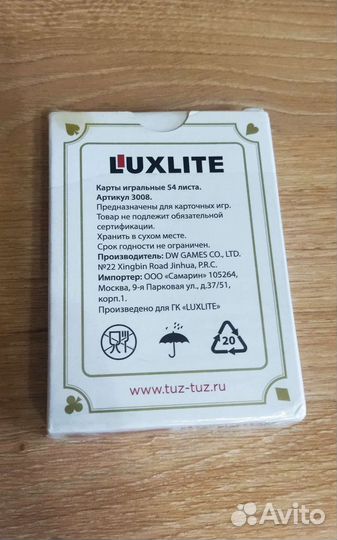 LUXLITE
Карты игральные 54 листа.
Артикул 3008.
Предназначены для карточных игр.
Товар не подлежит обязательной
сертификации.
Хранить в сухом месте.
Срок годности не ограничен.
Производитель: DW GAMES CO., LTD.
№22 Xingbin Road Jinhua, P.R.C.
Импортер: ООО «Самарин» 105264,
Москва, 9-я Парковая ул., д.37/51,
корп.1.
Произведено для ГК «LUXLITE»
20
www.tuz-tuz.ru
Avito